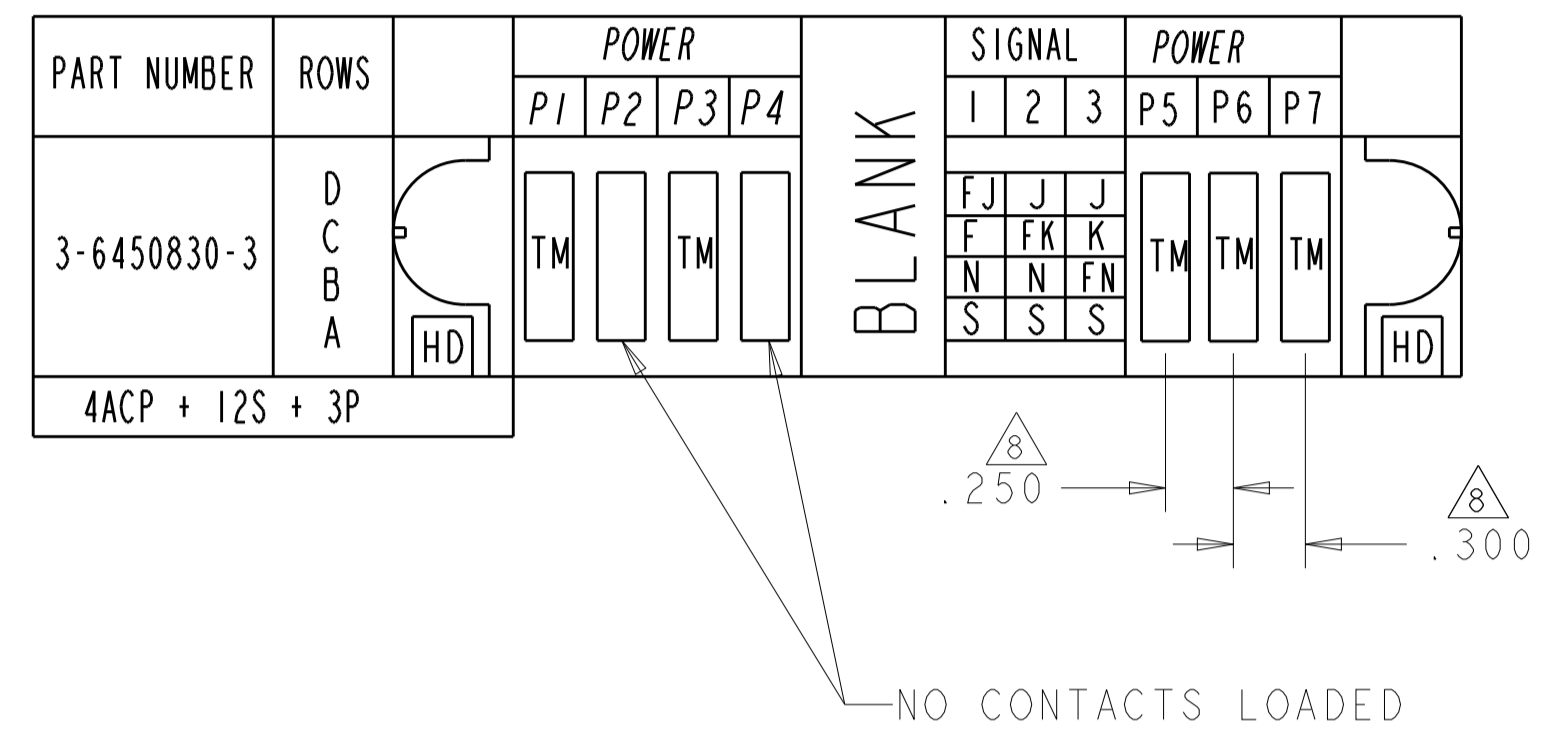 PART NUMBER ROWS POWER BLANK SIGNAL POWER
P1 P2 P3 P4 1 2 3 P5 P6 P7
3-6450830-3
D
C
B
A
HD
TM TM
FJ J J
F FK K
N N FN
S S S
TM TM TM
HD
4ACP + 12S + 3P
8
.250
8
.300
NO CONTACTS LOADED